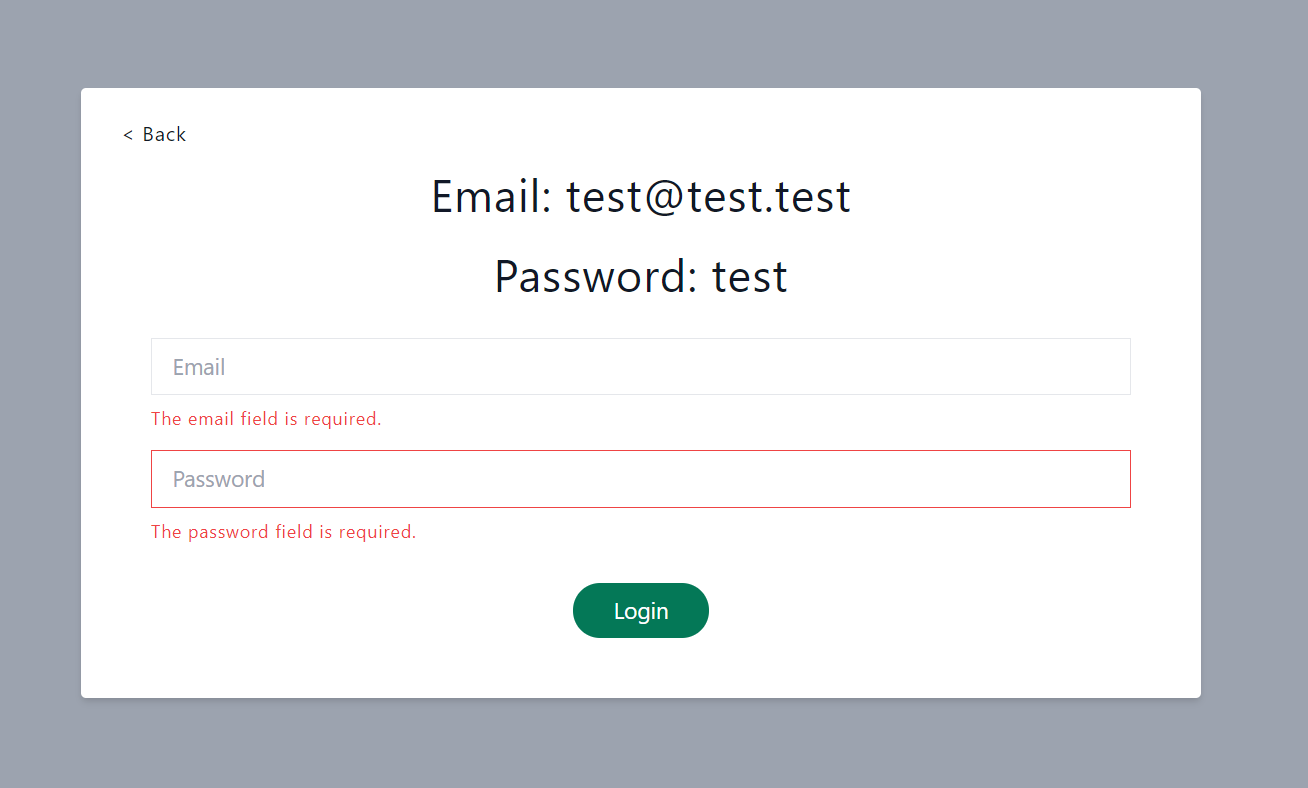 < Back
Email: test@test.test
Password: test
Email
The email field is required.
Password
The password field is required.
Login